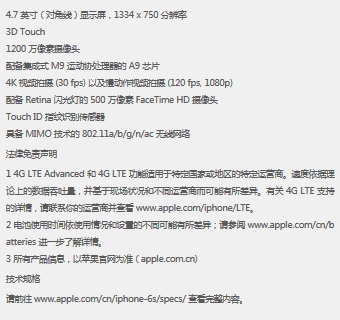 4.7 英寸（对角线）显示屏，1334 x 750 分辨率
3D Touch
1200 万像素摄像头
配备集成式 M9 运动协处理器的 A9 芯片
4K 视频拍摄 (30 fps) 以及慢动作视频拍摄 (120 fps, 1080p)
配备 Retina 闪光灯的 500 万像素 FaceTime HD 摄像头
Touch ID 指纹识别传感器
具备 MIMO 技术的 802.11a/b/g/n/ac 无线网络
法律免责声明
1 4G LTE Advanced 和 4G LTE 功能适用于特定国家或地区的特定运营商。速度依据理
论上的数据吞吐量，并基于现场状况和不同运营商而可能有所差异。有关 4G LTE 支持
的详情，请联系你的运营商并查看 www.apple.com/iphone/LTE。
2 电池使用时间依使用情况和设置的不同可能有所差异；请参阅 www.apple.com/cn/b
atteries 进一步了解详情。
3 所有产品信息，以苹果官网为准（apple.com.cn)
技术规格
请前往 www.apple.com/cn/iphone-6s/specs/ 查看完整内容。